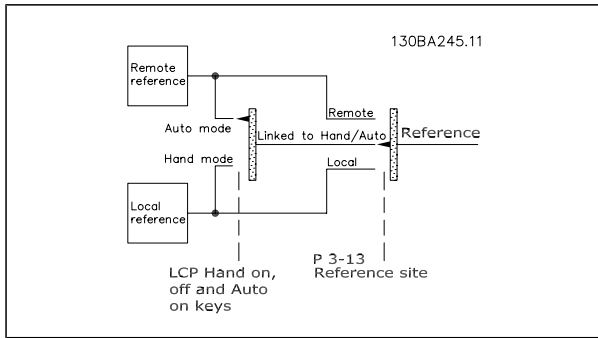 130BA245.11
Remote
reference
Remote
Auto mode
Linked to Hand/Auto
Reference
Hand mode
Local
Local
reference
LCP Hand on,
off and Auto
on keys
P 3-13
Reference site